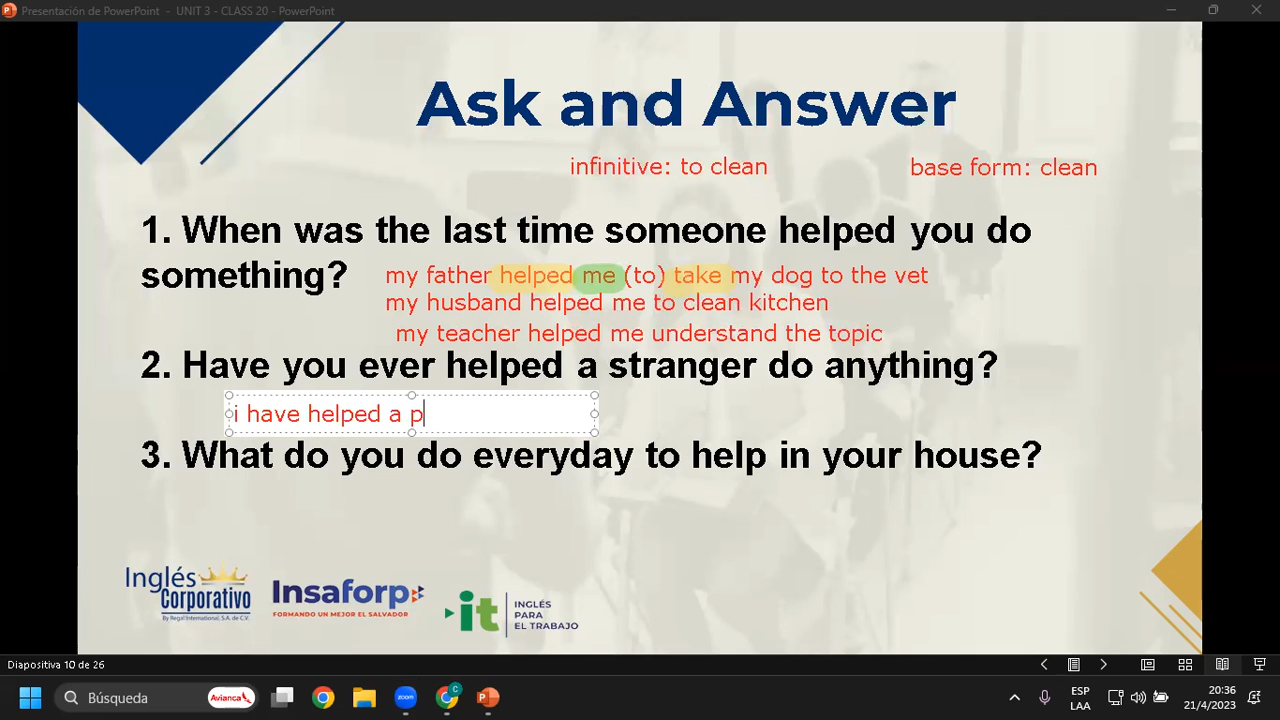 Presentación de PowerPoint - UNIT 3 - CLASS 20 - PowerPoint
Ask and Answer
infinitive: to clean
base form: clean
1. When was the last time someone helped you do
something?
my father helped me (to) take my dog to the vet
my husband helped me to clean kitchen
my teacher helped me understand the topic
2. Have you ever helped a stranger do anything?
i have helped a p
3. What do you do everyday to help in your house?
Inglés
Corporativo
By Regal International, S.A. de C.V.
Insaforp
FORMANDO UN MEJOR EL SALVADOR
it
INGLÉS
PARA
EL TRABAJO
Diapositiva 10 de 26
Búsqueda
Avianca
ESP
LAA
20:36
21/4/2023